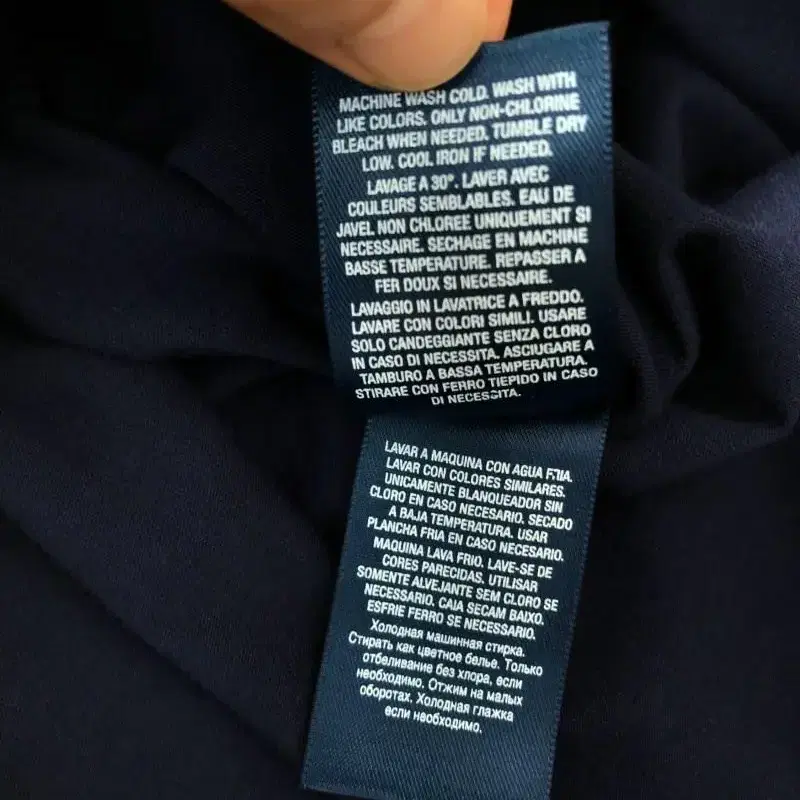 MACHINE WASH COLD. WASH WITH
LIKE COLORS. ONLY NON-CHLORINE
BLEACH WHEN NEEDED. TUMBLE DRY
LOW. COOL IRON IF NEEDED.
LAVAGE A 30°. LAVER AVEC
COULEURS SEMBLABLES. EAU DE
JAVEL NON CHLOREE UNIQUEMENT SI
NECESSAIRE. SECHAGE EN MACHINE
BASSE TEMPERATURE. REPASSER A
FER DOUX SI NECESSAIRE.
LAVAGGIO IN LAVATRICE A FREDDO.
LAVARE CON COLORI SIMILI. USARE
SOLO CANDEGGIANTE SENZA CLORO
IN CASO DI NECESSITA. ASCIUGARE A
TAMBURO A BASSA TEMPERATURA.
STIRARE CON FERRO TIEPIDO IN CASO
DI NECESSITA.
LAVAR A MAQUINA CON AGUA FRIA.
LAVAR CON COLORES SIMILARES.
UNICAMENTE BLANQUEADOR SIN
CLORO EN CASO NECESARIO. SECADO
A BAJA TEMPERATURA. USAR
PLANCHA FRIA EN CASO NECESARIO.
MAQUINA LAVA FRIO. LAVE-SE DE
CORES PARECIDAS. UTILISAR
SOMENTE ALVEJANTE SEM CLORO SE
NECESSARIO. CAIA SECAM BAIXO.
ESFRIE FERRO SE NECESSARIO.
Холодная машинная стирка.
Стирать как цветное белье. Только
отбеливание без хлора, если
необходимо. Отжим на малых
оборотах. Холодная глажка
если необходимо.